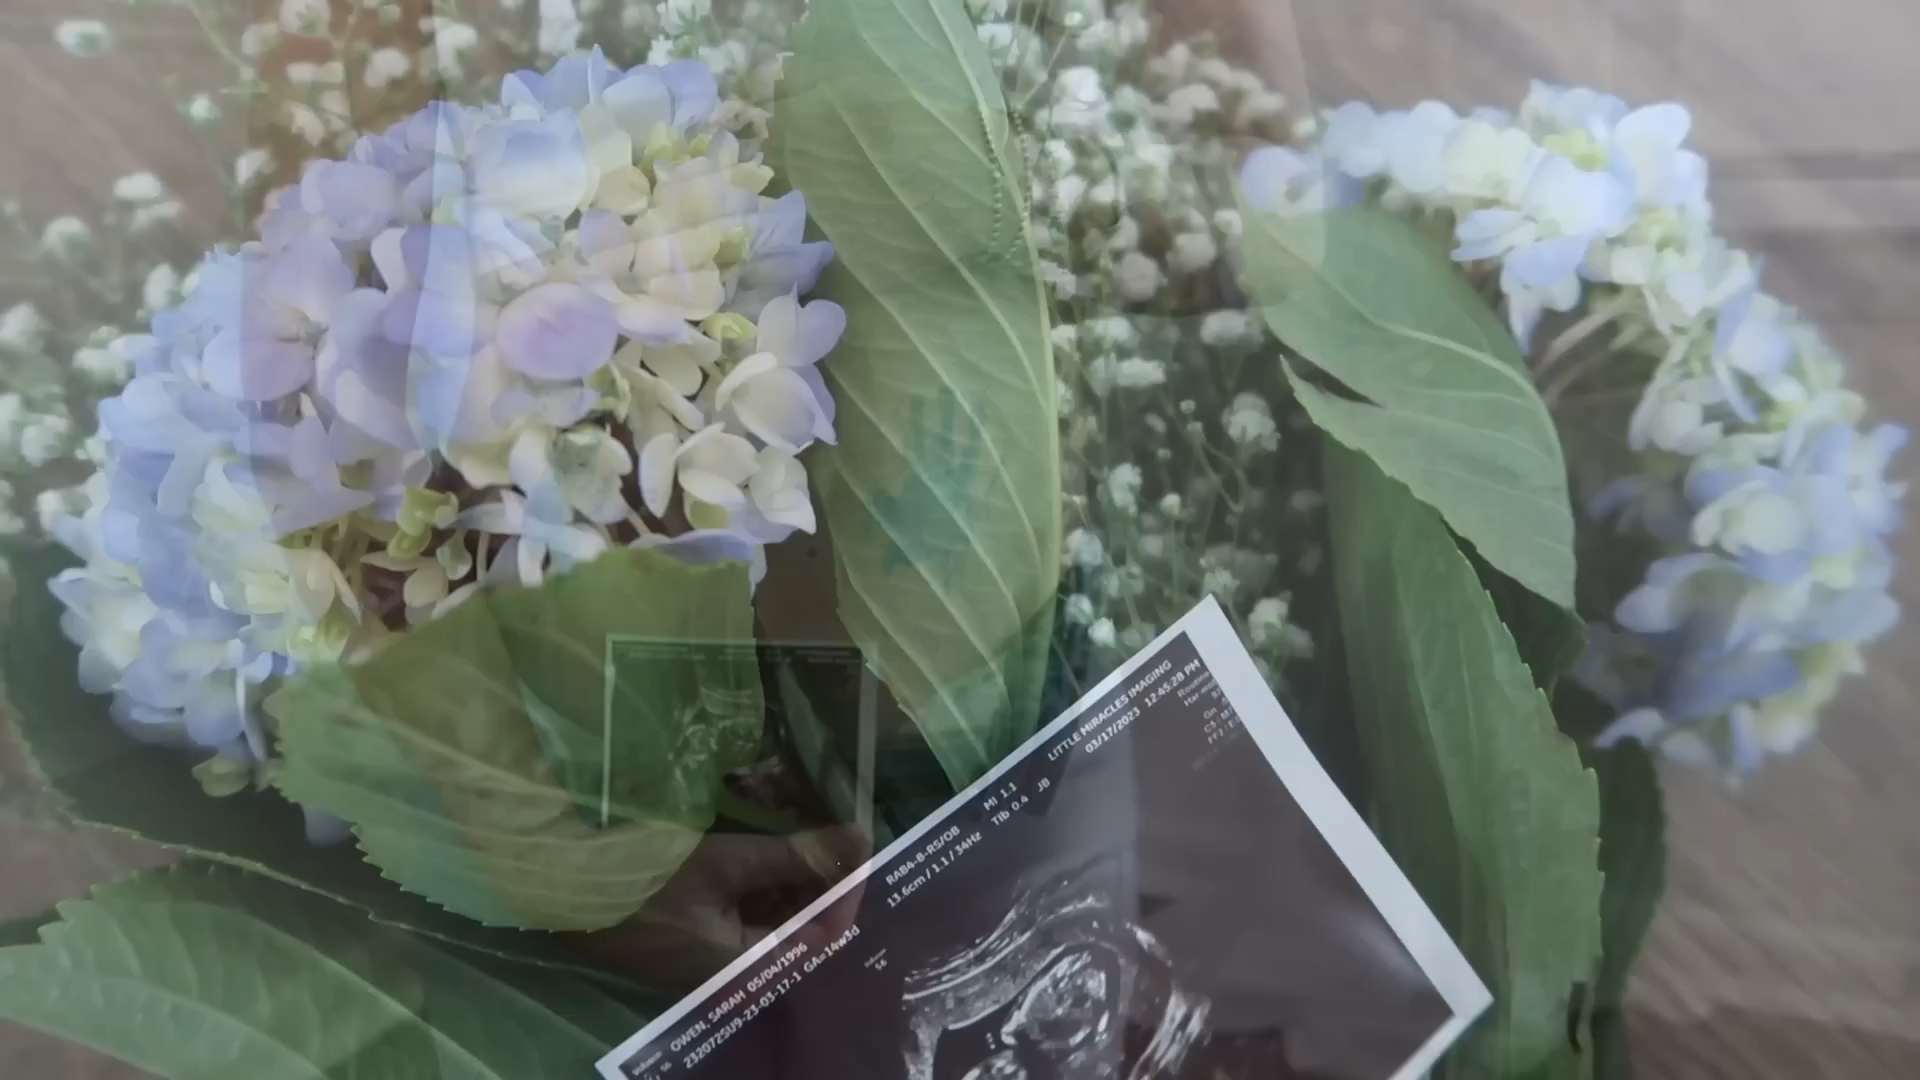 LITTLE MIRACLES IMAGING
03/17/2023 12:45:28 PM
MI 1.1
RAB4-8-RS/OB
Tib 0.4 JB
13.6cm / 1.1 / 34Hz
OWEN, SARAH 05/04/1996
232072SU9-23-03-17-1 GA=14w3d